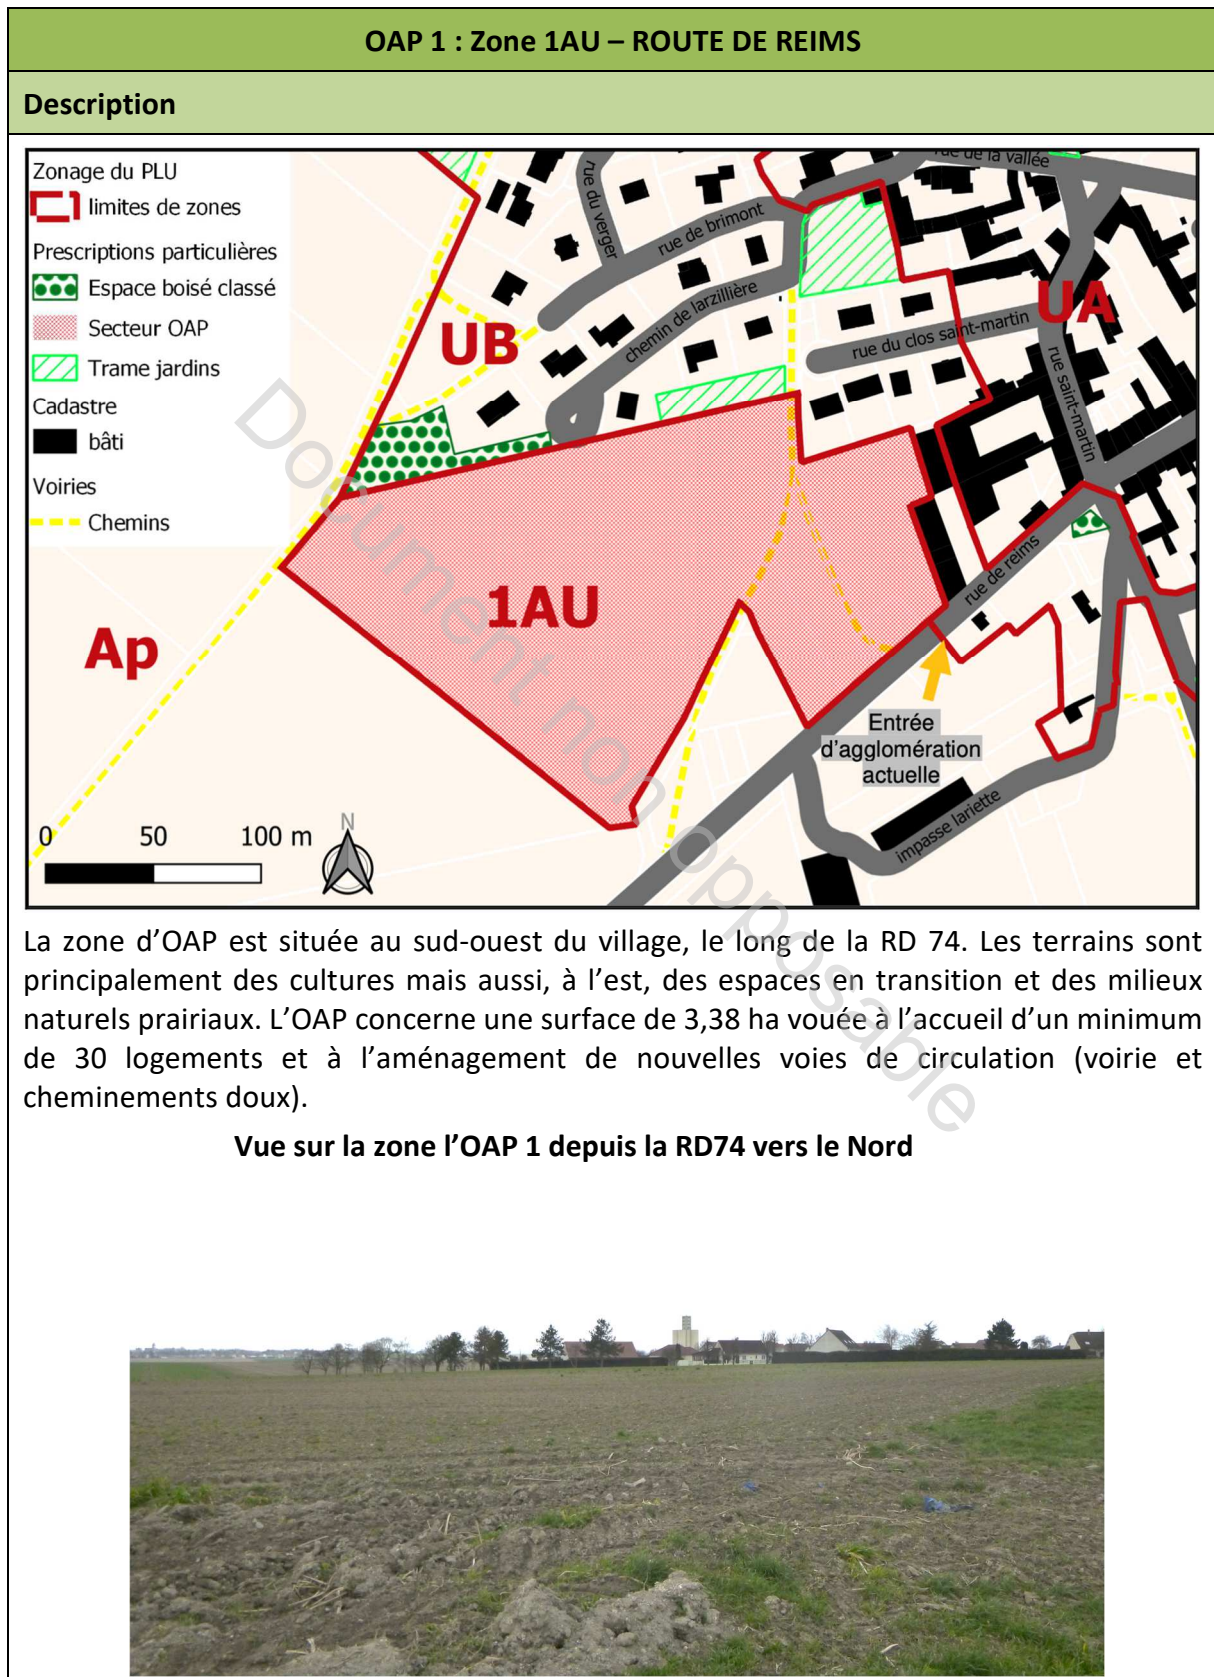 OAP 1 : Zone 1AU – ROUTE DE REIMS
Description
Zonage du PLU
limites de zones
Prescriptions particulières
Espace boisé classé
Secteur OAP
Trame jardins
Cadastre
bâti
Voiries
Chemins
rue de la vallée
rue du verger
rue de brimont
chemin de larzillière
UB
UA
rue du clos saint-martin
rue saint-martin
rue de reims
1AU
Ap
Entrée
d'agglomération
actuelle
impasse lariette
0 50 100 m
N
La zone d’OAP est située au sud-ouest du village, le long de la RD 74. Les terrains sont
principalement des cultures mais aussi, à l’est, des espaces en transition et des milieux
naturels prairiaux. L’OAP concerne une surface de 3,38 ha vouée à l’accueil d’un minimum
de 30 logements et à l’aménagement de nouvelles voies de circulation (voirie et
cheminements doux).
Vue sur la zone l’OAP 1 depuis la RD74 vers le Nord
Document non opposable